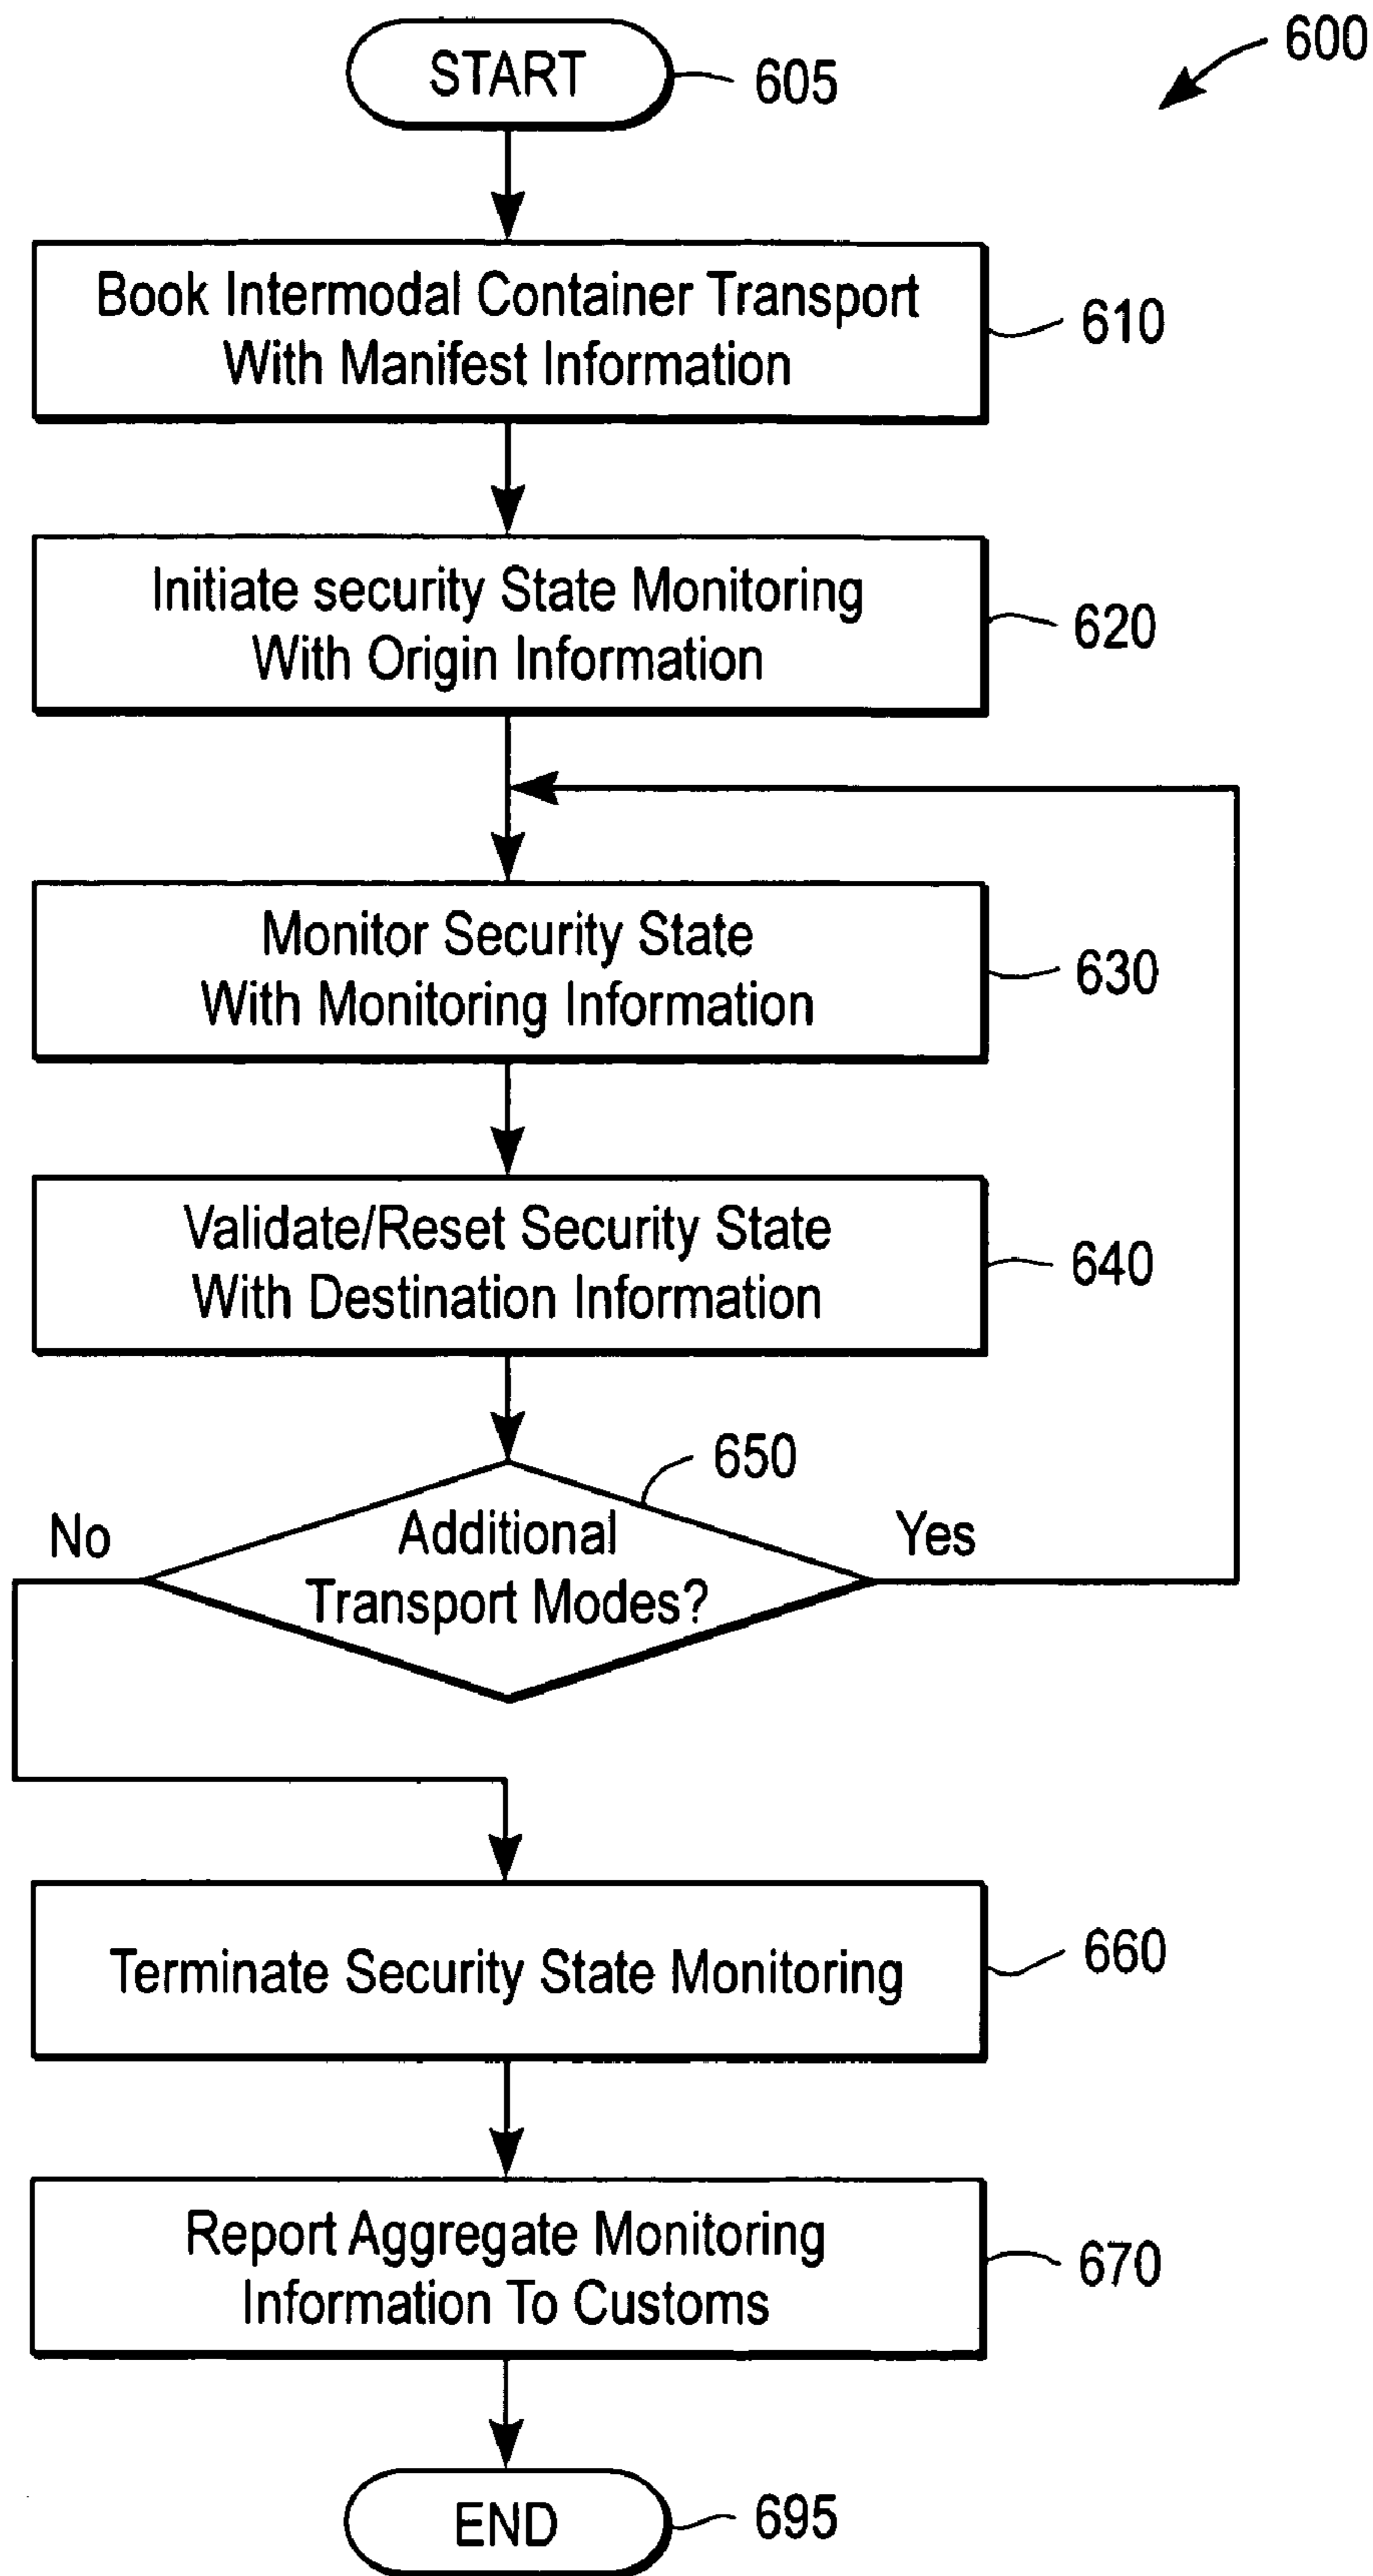 600
START
605
Book Intermodal Container Transport
With Manifest Information
610
Initiate security State Monitoring
With Origin Information
620
Monitor Security State
With Monitoring Information
630
Validate/Reset Security State
With Destination Information
640
650
No
Additional
Transport Modes?
Yes
Terminate Security State Monitoring
660
Report Aggregate Monitoring
Information To Customs
670
END
695